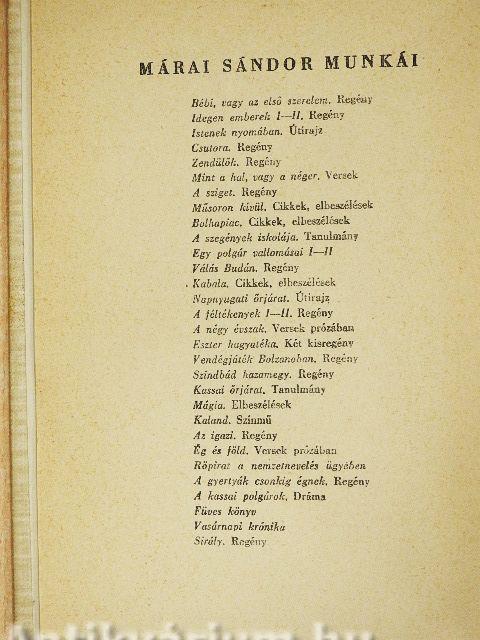 MÁRAI SÁNDOR MUNKÁI
Bébi, vagy az első szerelem. Regény
Idegen emberek I—II. Regény
Istenek nyomában. Útirajz
Csutora. Regény
Zendülők. Regény
Mint a hal, vagy a néger. Versek
A sziget. Regény
Műsoron kívül. Cikkek, elbeszélések
Bolhapiac. Cikkek, elbeszélések
A szegények iskolája. Tanulmány
Egy polgár vallomásai I—II
Válás Budán. Regény
Kabala. Cikkek, elbeszélések
Napnyugati őrjárat. Útirajz
A féltékenyek I—II. Regény
A négy évszak. Versek prózában
Eszter hagyatéka. Két kisregény
Vendégjáték Bolzanoban. Regény
Szindbád hazamegy. Regény
Kassai őrjárat. Tanulmány
Mágia. Elbeszélések
Kaland. Színmű
Az igazi. Regény
Ég és föld. Versek prózában
Röpirat a nemzetnevelés ügyében
A gyertyák csonkig égnek. Regény
A kassai polgárok. Dráma
Füves könyv
Vasárnapi krónika
Sirály. Regény
Antikvárium.hu